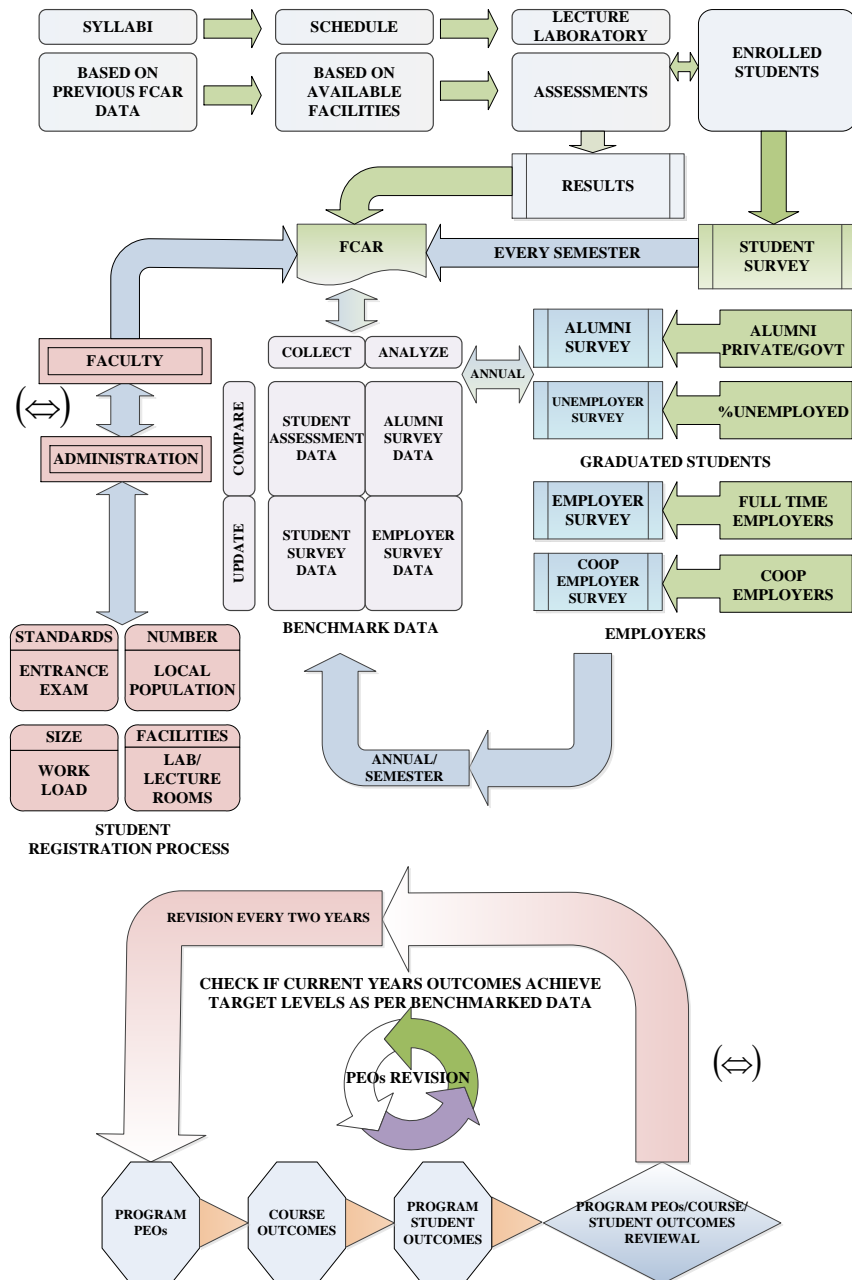 SYLLABI
SCHEDULE
LECTURE
LABORATORY
ENROLLED
STUDENTS
BASED ON
PREVIOUS FCAR
DATA
BASED ON
AVAILABLE
FACILITIES
ASSESSMENTS
RESULTS
FCAR
EVERY SEMESTER
STUDENT
SURVEY
FACULTY
(⇔)
ADMINISTRATION
COLLECT
ANALYZE
COMPARE
UPDATE
STUDENT
ASSESSMENT
DATA
ALUMNI
SURVEY
DATA
STUDENT
SURVEY
DATA
EMPLOYER
SURVEY
DATA
BENCHMARK DATA
ANNUAL
ALUMNI
SURVEY
ALUMNI
PRIVATE/GOVT
UNEMPLOYER
SURVEY
%UNEMPLOYED
GRADUATED STUDENTS
EMPLOYER
SURVEY
FULL TIME
EMPLOYERS
COOP
EMPLOYER
SURVEY
COOP
EMPLOYERS
EMPLOYERS
STANDARDS
ENTRANCE
EXAM
NUMBER
LOCAL
POPULATION
SIZE
WORK
LOAD
FACILITIES
LAB/
LECTURE
ROOMS
STUDENT
REGISTRATION PROCESS
ANNUAL/
SEMESTER
REVISION EVERY TWO YEARS
CHECK IF CURRENT YEARS OUTCOMES ACHIEVE
TARGET LEVELS AS PER BENCHMARKED DATA
PEOs REVISION
(⇔)
PROGRAM
PEOs
COURSE
OUTCOMES
PROGRAM
STUDENT
OUTCOMES
PROGRAM PEOs/COURSE/
STUDENT OUTCOMES
REVIEWAL